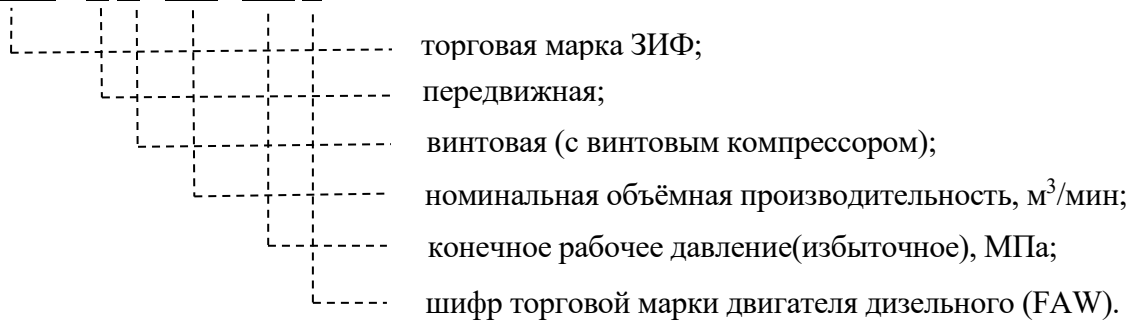 торговая марка ЗИФ;
передвижная;
винтовая (с винтовым компрессором);
номинальная объёмная производительность, м³/мин;
конечное рабочее давление(избыточное), МПа;
шифр торговой марки двигателя дизельного (FAW).